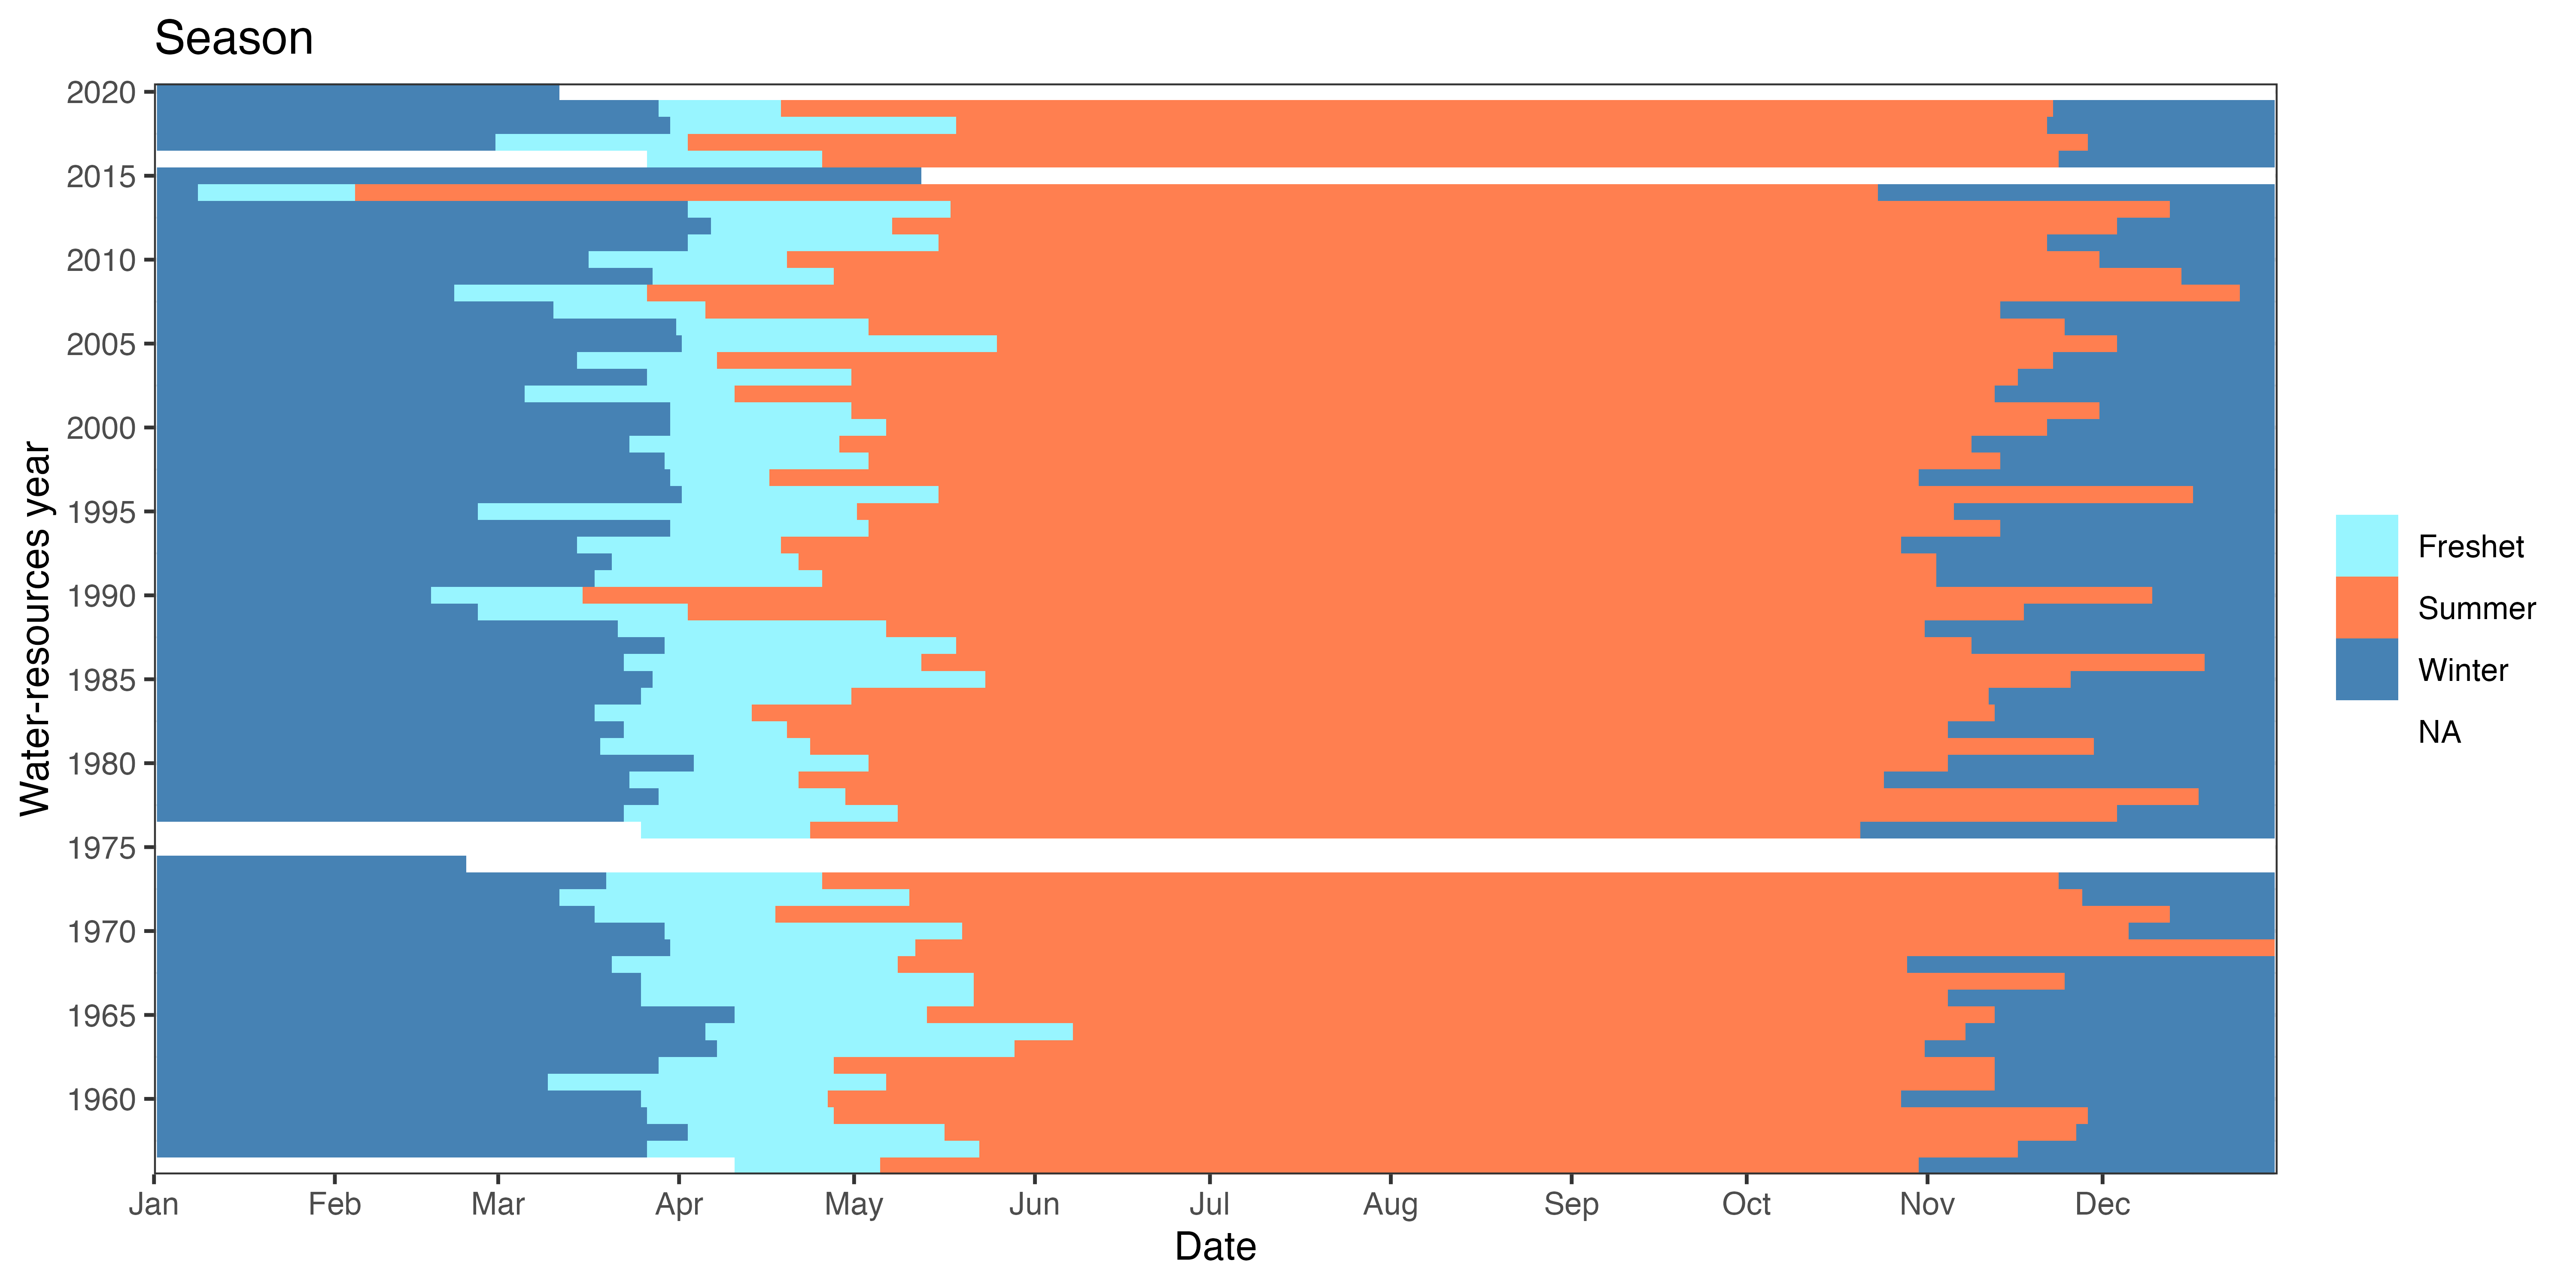 Season
2020
2015
2010
2005
2000
1995
1990
1985
1980
1975
1970
1965
1960
Water-resources year
Jan Feb Mar Apr May Jun Jul Aug Sep Oct Nov Dec
Date
Freshet
Summer
Winter
NA